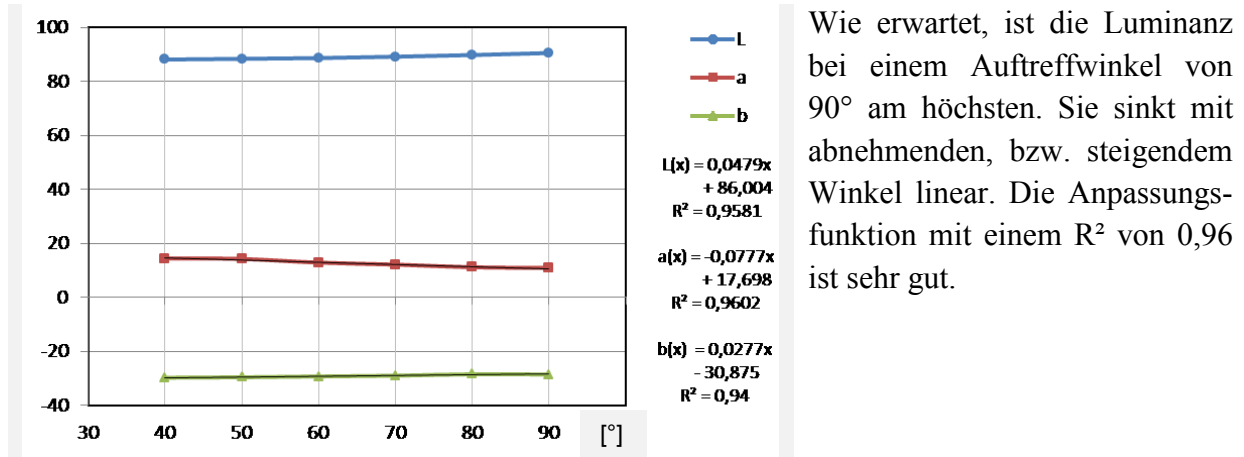 100
80
60
40
20
0
-20
-40
30 40 50 60 70 80 90 [°]
L
a
b
L(x) = 0,0479x
+ 86,004
R² = 0,9581
a(x) = -0,0777x
+ 17,698
R² = 0,9602
b(x) = 0,0277x
- 30,875
R² = 0,94
Wie erwartet, ist die Luminanz
bei einem Auftreffwinkel von
90° am höchsten. Sie sinkt mit
abnehmenden, bzw. steigendem
Winkel linear. Die Anpassungs-
funktion mit einem R² von 0,96
ist sehr gut.